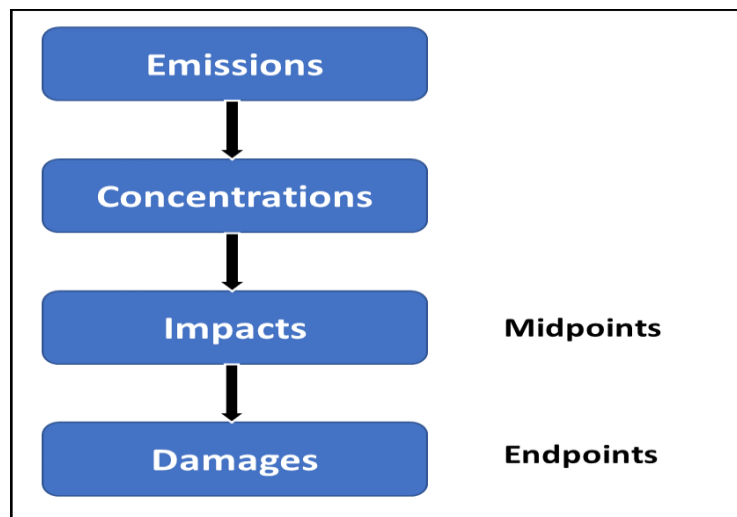 Emissions
Concentrations
Impacts
Midpoints
Damages
Endpoints